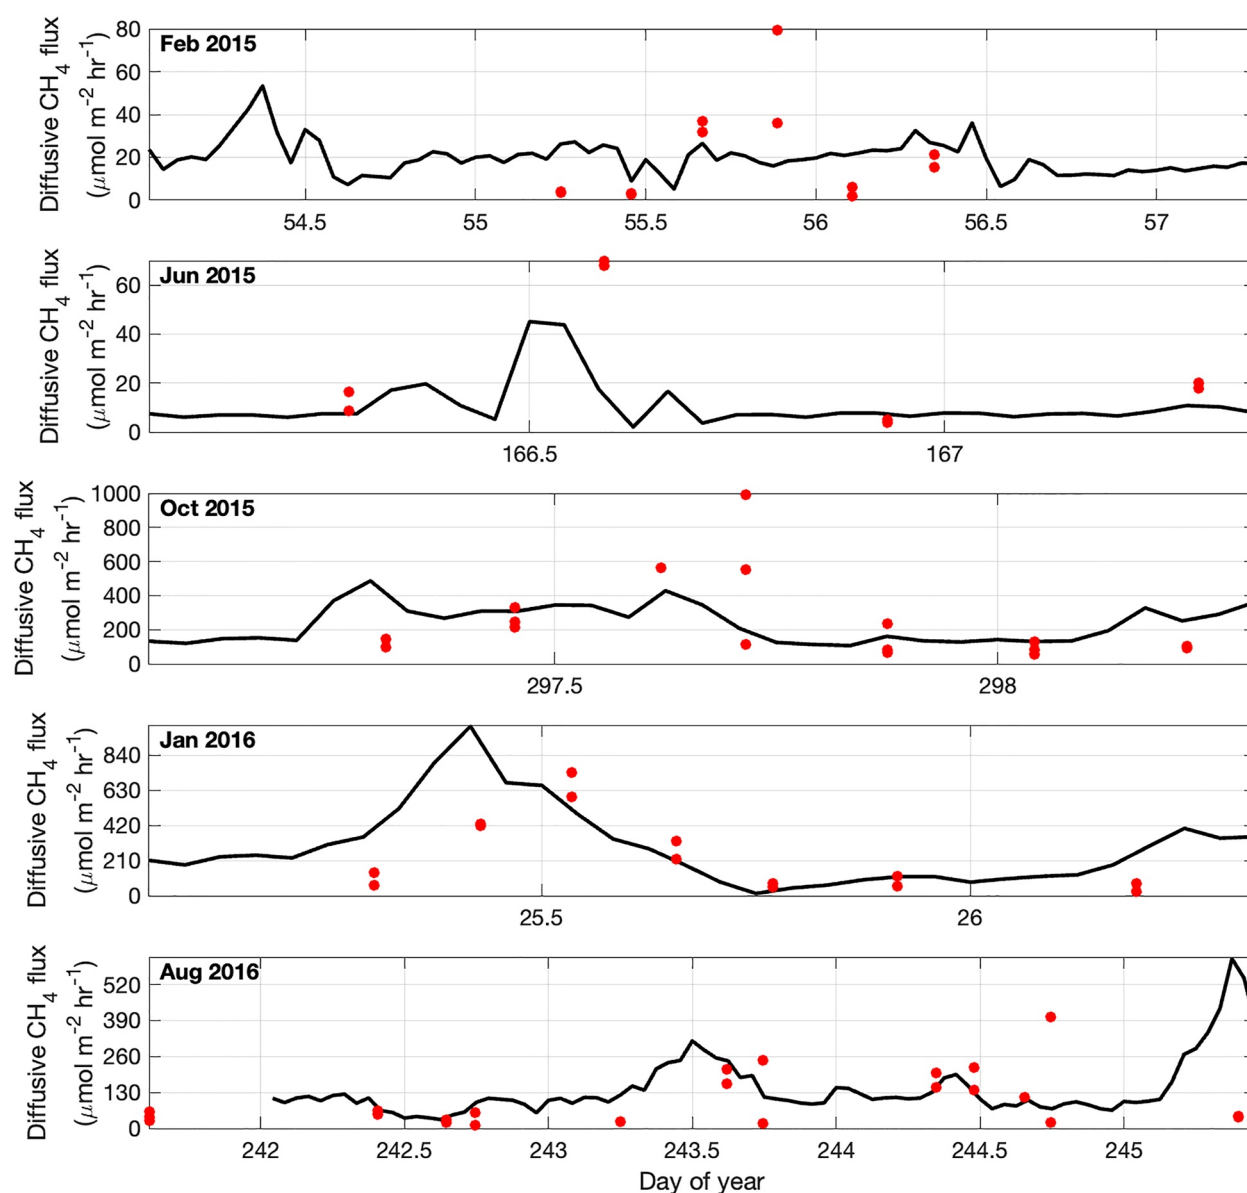 Feb 2015
Diffusive CH4 flux
(μmol m-2 hr-1)
80
60
40
20
0
54.5 55 55.5 56 56.5 57
Jun 2015
Diffusive CH4 flux
(μmol m-2 hr-1)
60
40
20
0
166.5 167
Oct 2015
Diffusive CH4 flux
(μmol m-2 hr-1)
1000
800
600
400
200
0
297.5 298
Jan 2016
Diffusive CH4 flux
(μmol m-2 hr-1)
840
630
420
210
0
25.5 26
Aug 2016
Diffusive CH4 flux
(μmol m-2 hr-1)
520
390
260
130
0
242 242.5 243 243.5 244 244.5 245
Day of year